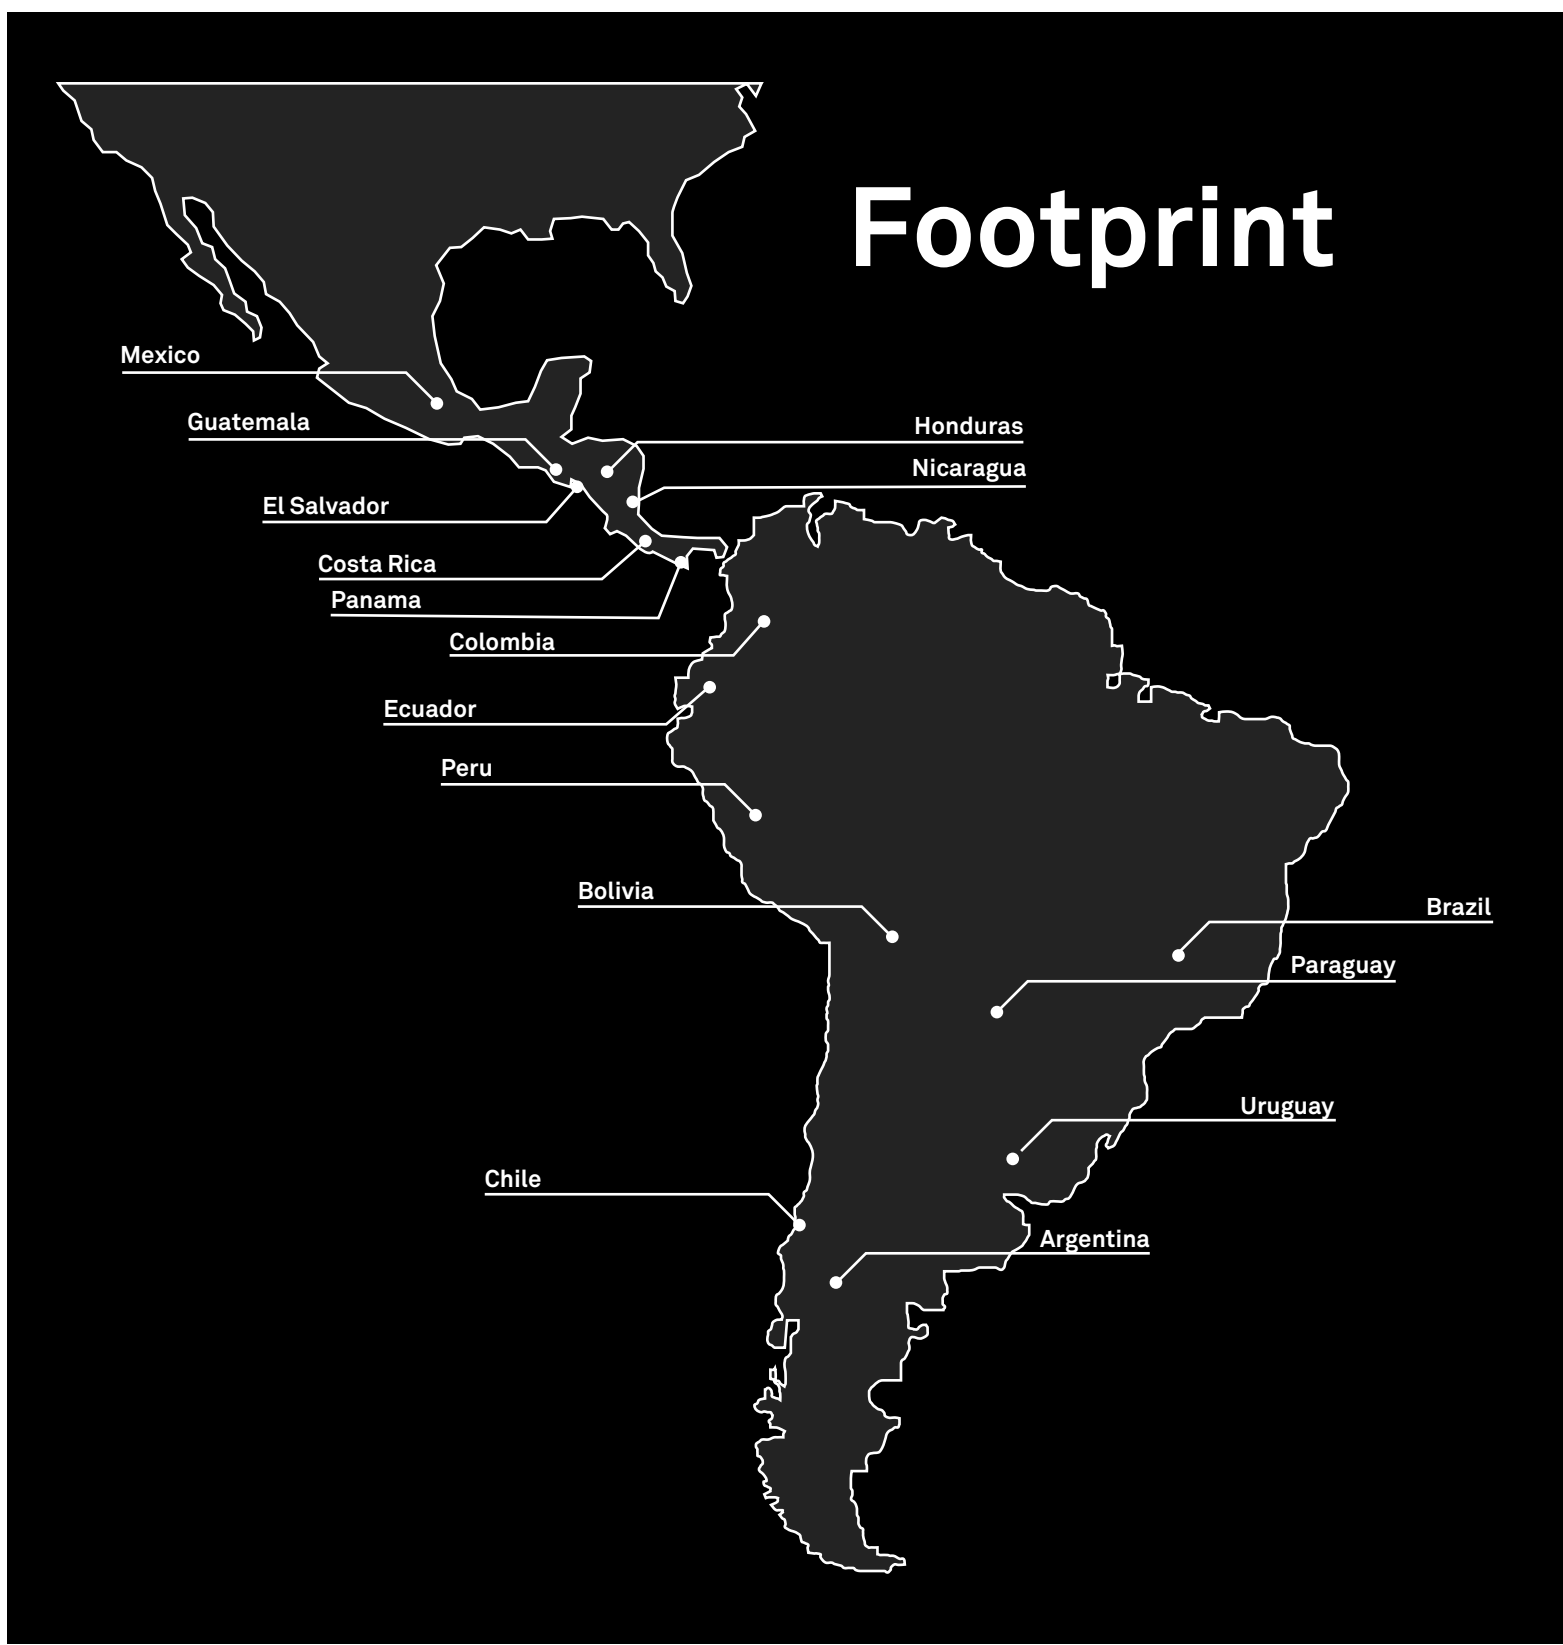 Footprint
Mexico
Guatemala
Honduras
Nicaragua
El Salvador
Costa Rica
Panama
Colombia
Ecuador
Peru
Bolivia
Brazil
Paraguay
Uruguay
Chile
Argentina